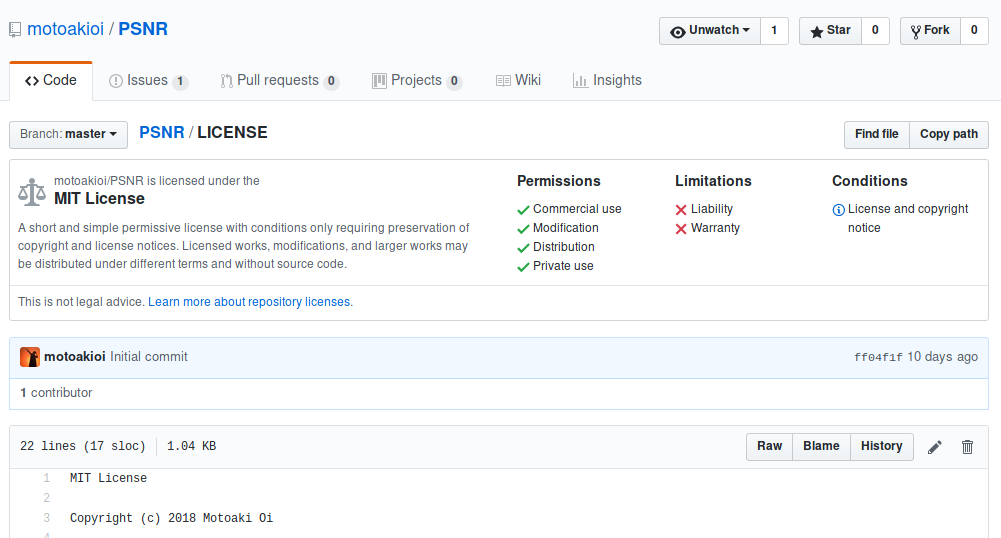 motoakioi / PSNR
Unwatch 1 Star 0 Fork 0
Code Issues 1 Pull requests 0 Projects 0 Wiki Insights
Branch: master PSNR / LICENSE Find file Copy path
motoakioi/PSNR is licensed under the
MIT License
A short and simple permissive license with conditions only requiring preservation of
copyright and license notices. Licensed works, modifications, and larger works may
be distributed under different terms and without source code.
Permissions
Commercial use
Modification
Distribution
Private use
Limitations
Liability
Warranty
Conditions
License and copyright
notice
This is not legal advice. Learn more about repository licenses.
motoakioi Initial commit ff04f1f 10 days ago
1 contributor
22 lines (17 sloc) 1.04 KB Raw Blame History
1 MIT License
2
3 Copyright (c) 2018 Motoaki Oi